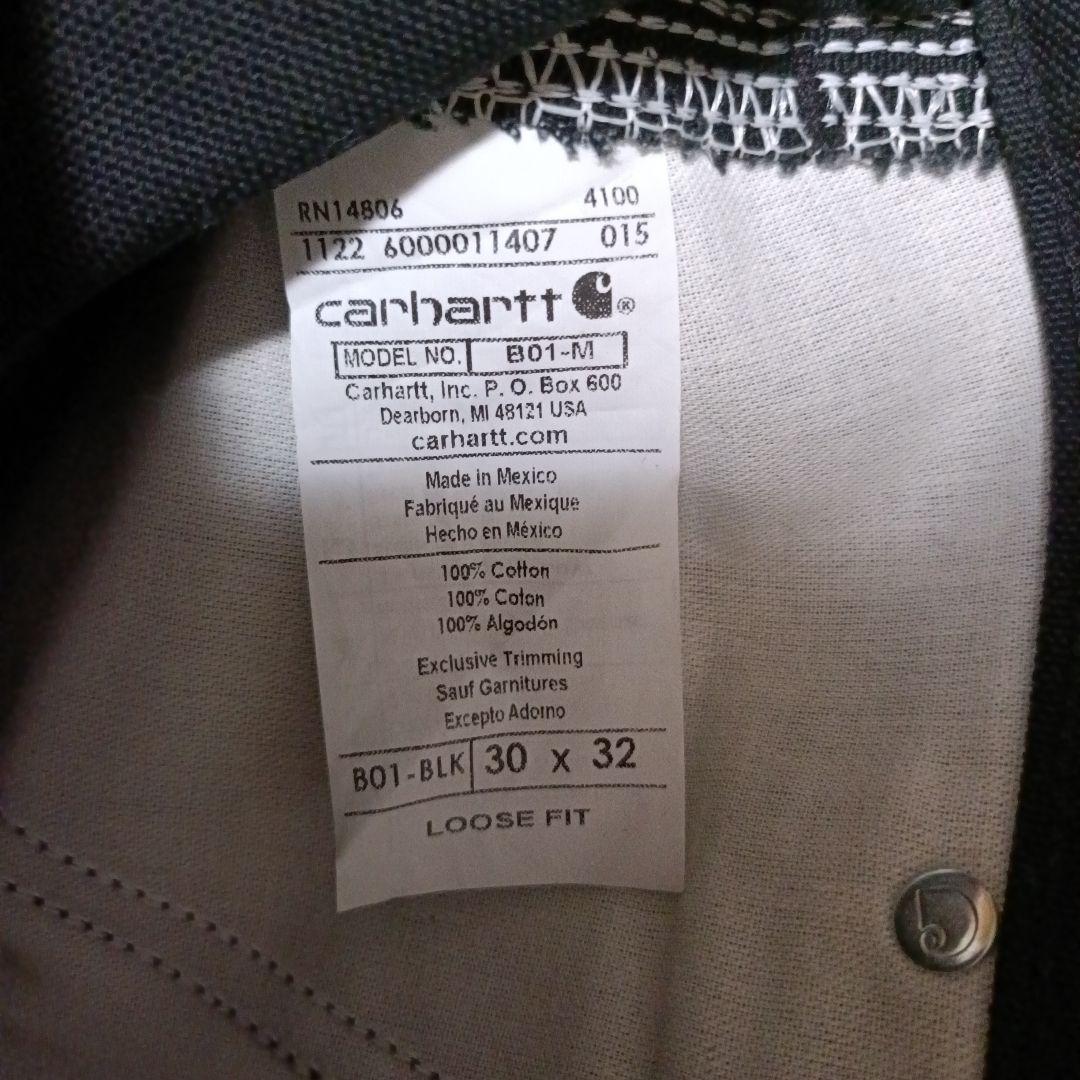 RN14806 4100
1122 6000011407 015
carhartt ®
MODEL NO. B01-M
Carhartt, Inc. P. O. Box 600
Dearborn, MI 48121 USA
carhartt.com
Made in Mexico
Fabriqué au Mexique
Hecho en México
100% Cotton
100% Coton
100% Algodón
Exclusive Trimming
Sauf Garnitures
Excepto Adorno
B01-BLK 30 x 32
LOOSE FIT